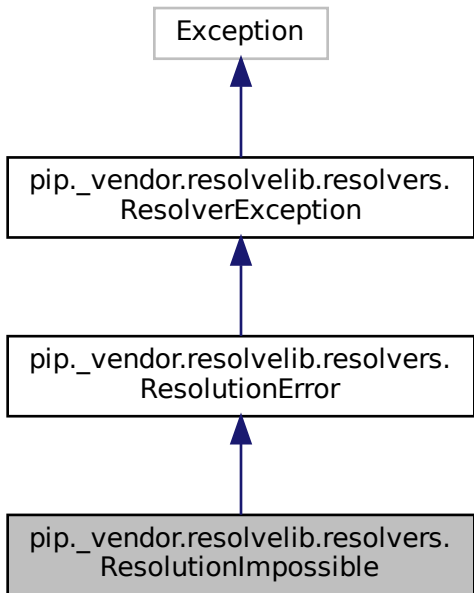 Exception
pip._vendor.resolvelib.resolvers.
ResolverException
pip._vendor.resolvelib.resolvers.
ResolutionError
pip._vendor.resolvelib.resolvers.
ResolutionImpossible